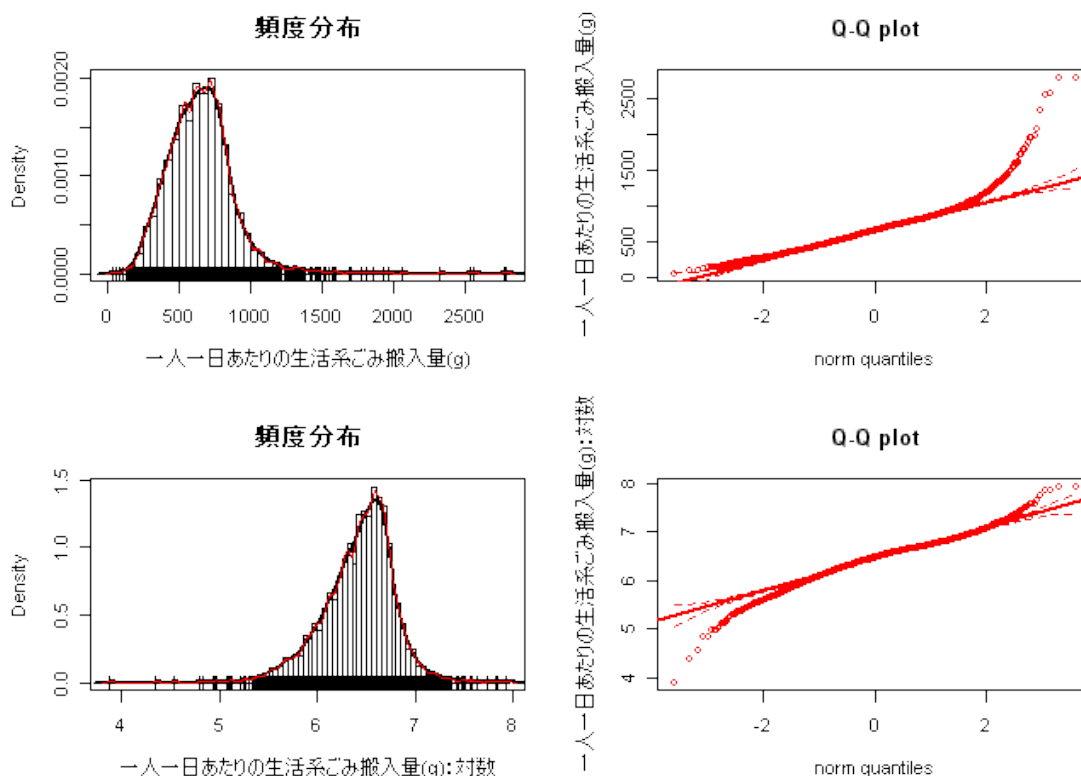 頻度分布
Density
0.0000 0.0010 0.0020
0 500 1000 1500 2000 2500
一人一日あたりの生活系ごみ搬入量(g)
Q-Q plot
一人一日あたりの生活系ごみ搬入量(g)
0 500 1500 2500
-2 0 2
norm quantiles
頻度分布
Density
0.0 0.5 1.0 1.5
4 5 6 7 8
一人一日あたりの生活系ごみ搬入量(g): 対数
Q-Q plot
一人一日あたりの生活系ごみ搬入量(g): 対数
4 5 6 7 8
-2 0 2
norm quantiles